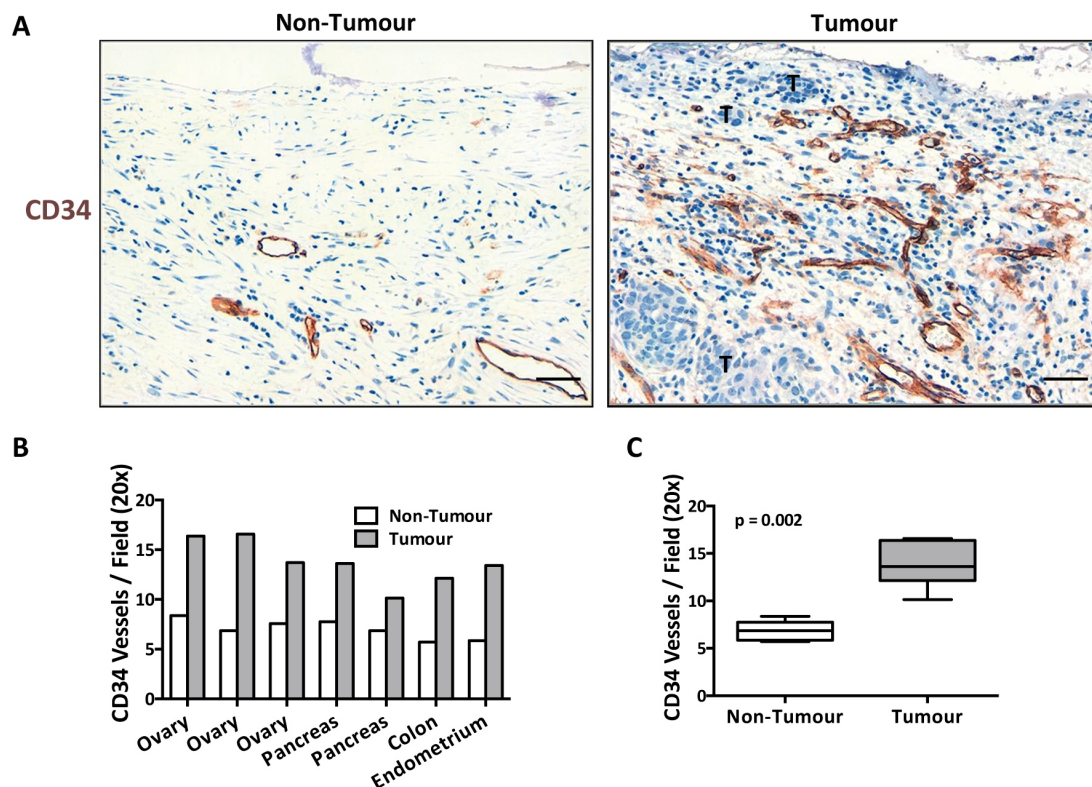 A
Non-Tumour
Tumour
CD34
T
T
T
B
CD34 Vessels / Field (20x)
20
15
10
5
0
Non-Tumour
Tumour
Ovary
Ovary
Ovary
Pancreas
Pancreas
Colon
Endometrium
C
CD34 Vessels / Field (20x)
20
15
10
5
0
p = 0.002
Non-Tumour
Tumour